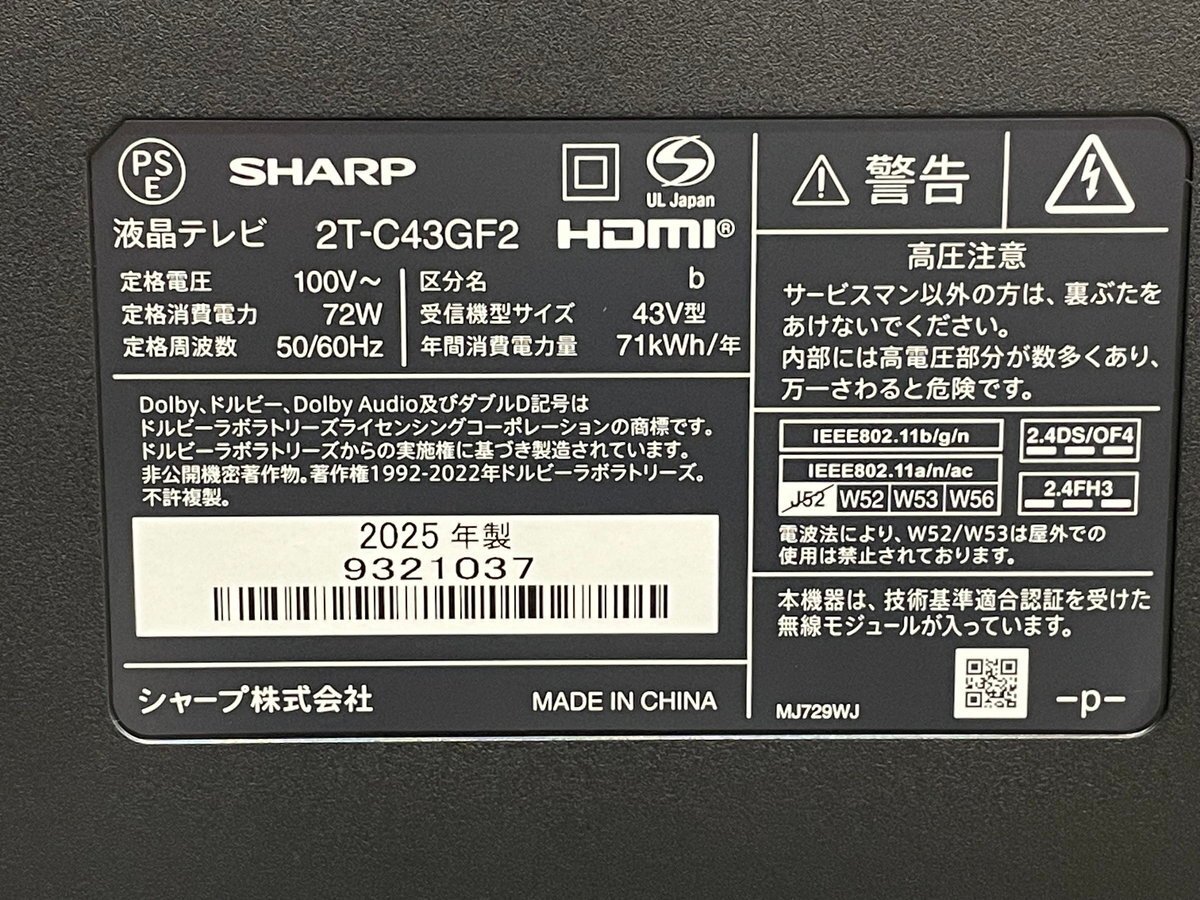 PS
E
SHARP
UL Japan
液晶テレビ 2T-C43GF2 HDMI®
定格電圧 100V～ 区分名 b
定格消費電力 72W 受信機型サイズ 43V型
定格周波数 50/60Hz 年間消費電力量 71kWh/年
Dolby、ドルビー、Dolby Audio及びダブルD記号は
ドルビーラボラトリーズライセンシングコーポレーションの商標です。
ドルビーラボラトリーズからの実施権に基づき製造されています。
非公開機密著作物。著作権1992-2022年ドルビーラボラトリーズ。
不許複製。
2025 年製
9321037
シャープ株式会社 MADE IN CHINA
警告
高圧注意
サービスマン以外の方は、裏ぶたを
あけないでください。
内部には高電圧部分が数多くあり、
万一さわると危険です。
IEEE802.11b/g/n 2.4DS/OF4
IEEE802.11a/n/ac
J52 W52 W53 W56 2.4FH3
電波法により、W52/W53は屋外での
使用は禁止されております。
本機器は、技術基準適合認証を受けた
無線モジュールが入っています。
MJ729WJ -p-